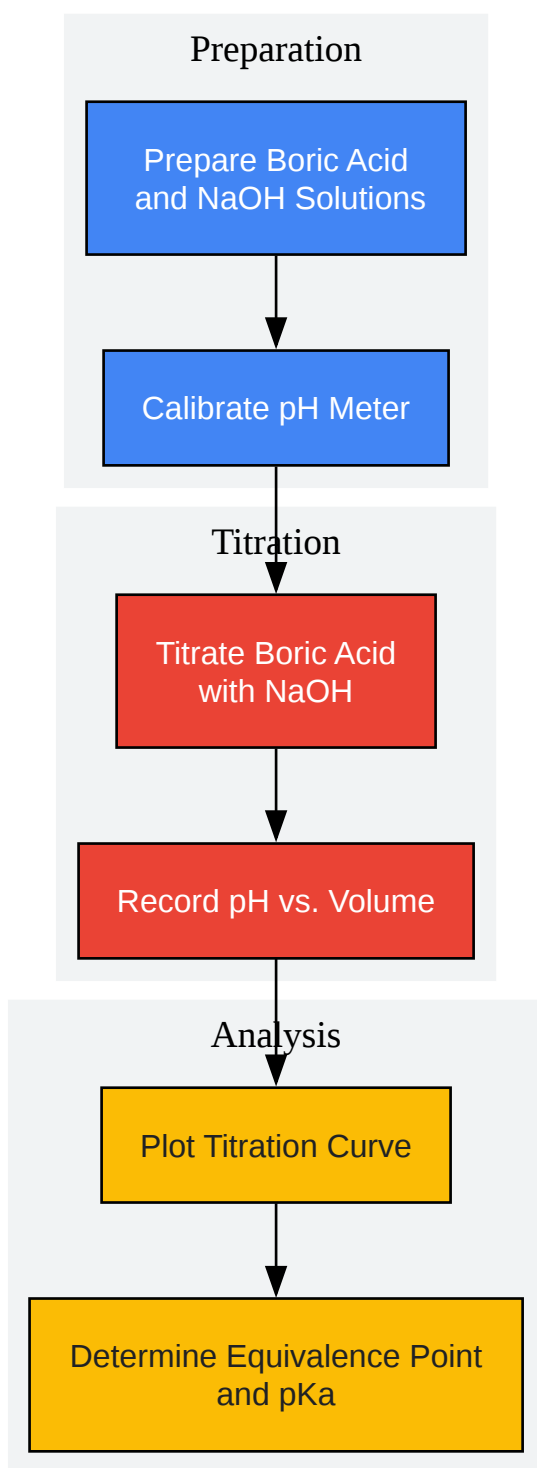 Preparation
Prepare Boric Acid
and NaOH Solutions
Calibrate pH Meter
Titration
Titrate Boric Acid
with NaOH
Record pH vs. Volume
Analysis
Plot Titration Curve
Determine Equivalence Point
and pKa